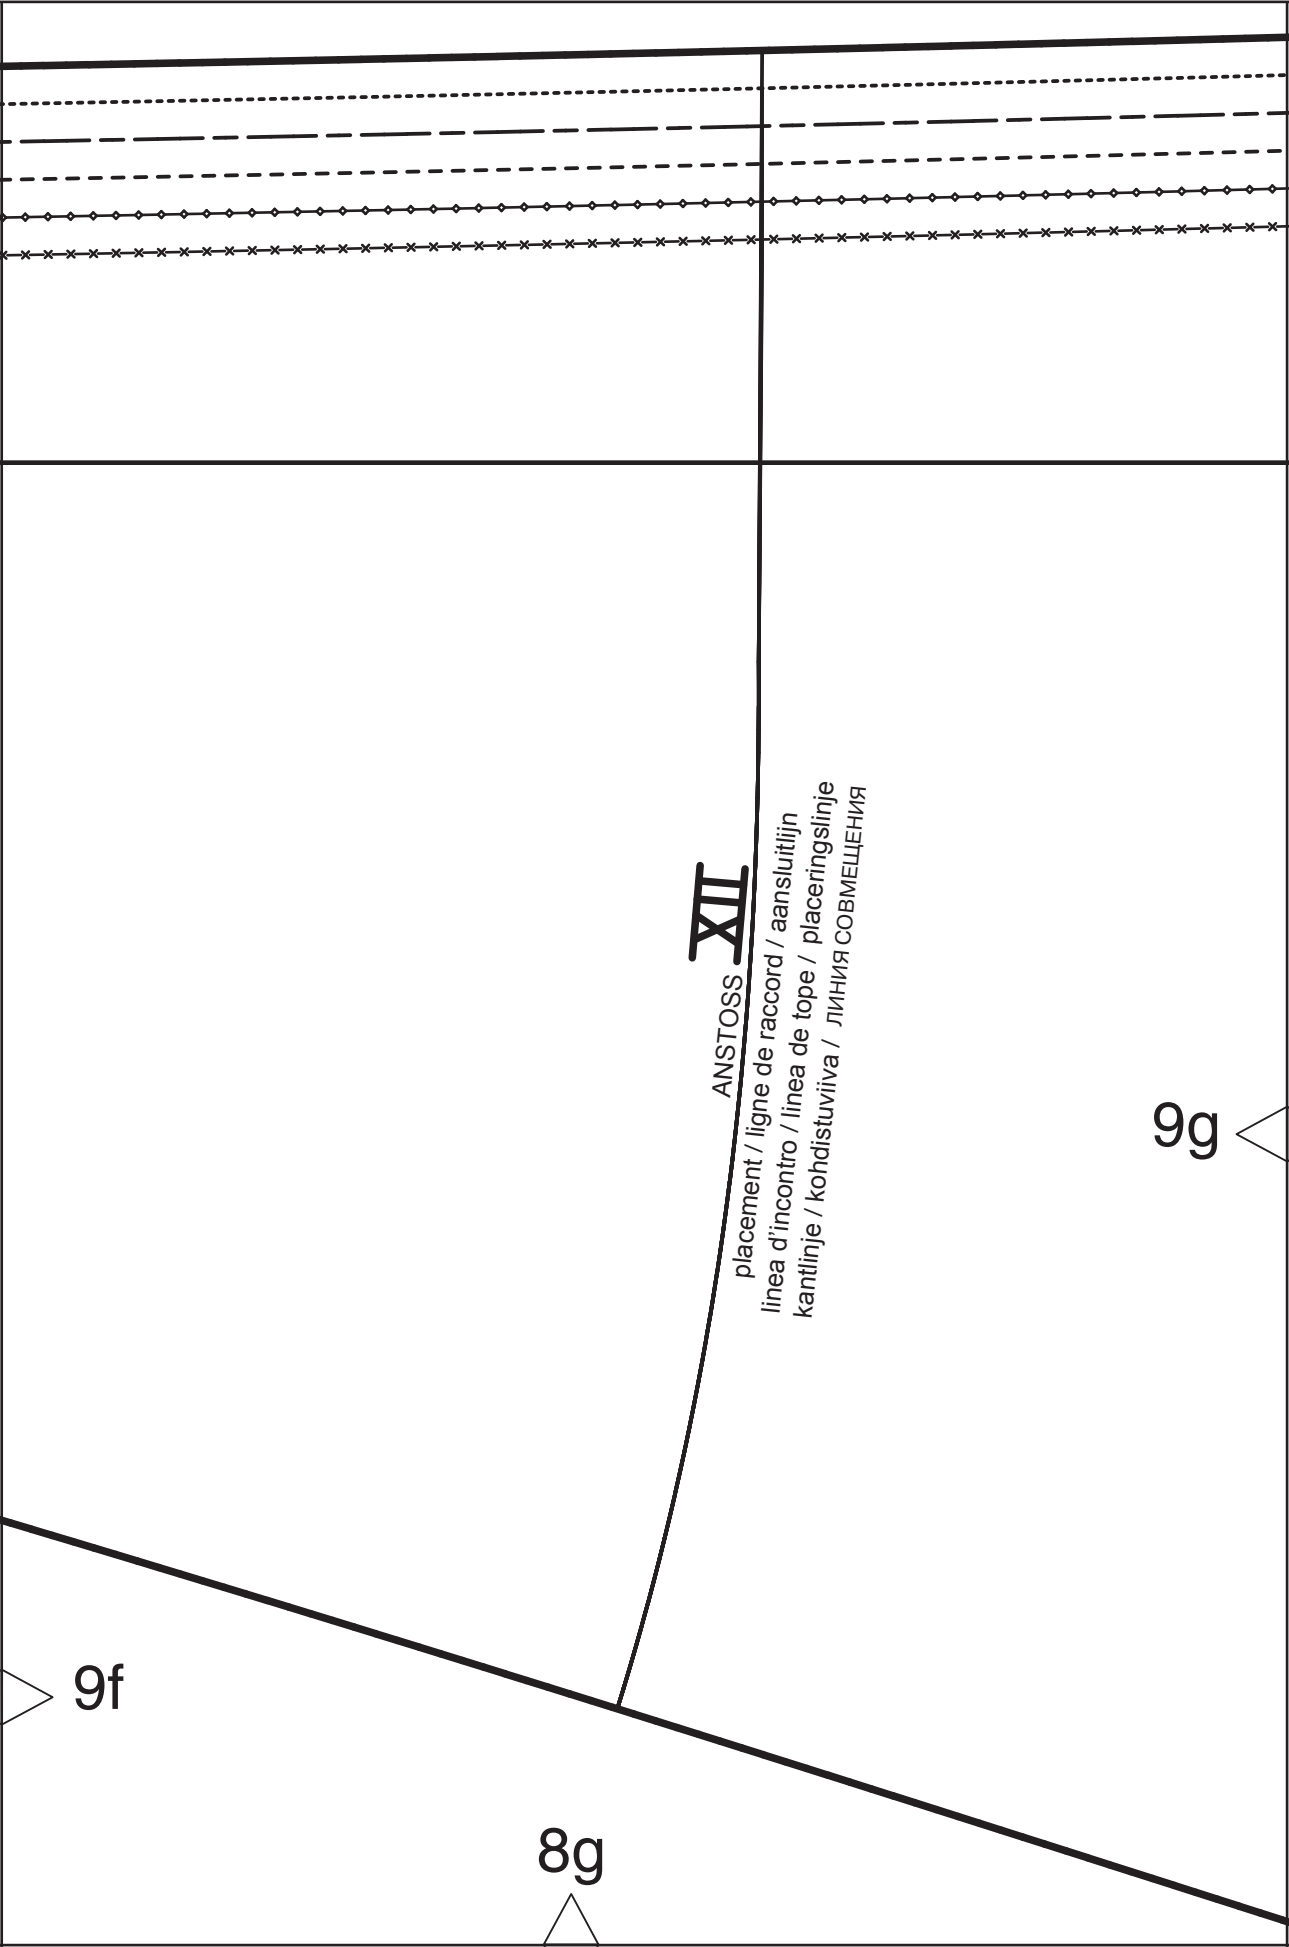 XII
ANSTOSS
placement / ligne de raccord / aansluitlijn
linea d'incontro / linea de tope / placeringslinje
kantlinje / kohdistuviiva / ЛИНИЯ СОВМЕЩЕНИЯ
9g
9f
8g